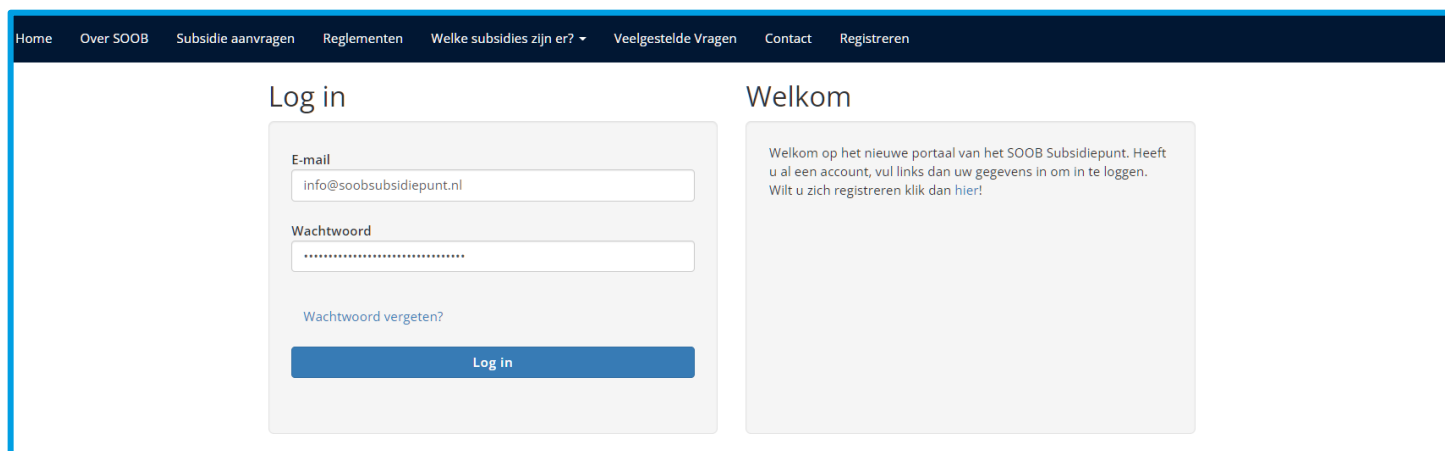 Home Over SOOB Subsidie aanvragen Reglementen Welke subsidies zijn er? Veelgestelde Vragen Contact Registreren
Log in
E-mail
info@soobsubsidiepunt.nl
Wachtwoord
•••••••••••••••••••••••••••••••••
Wachtwoord vergeten?
Log in
Welkom
Welkom op het nieuwe portaal van het SOOB Subsidiepunt. Heeft
u al een account, vul links dan uw gegevens in om in te loggen.
Wilt u zich registreren klik dan hier!